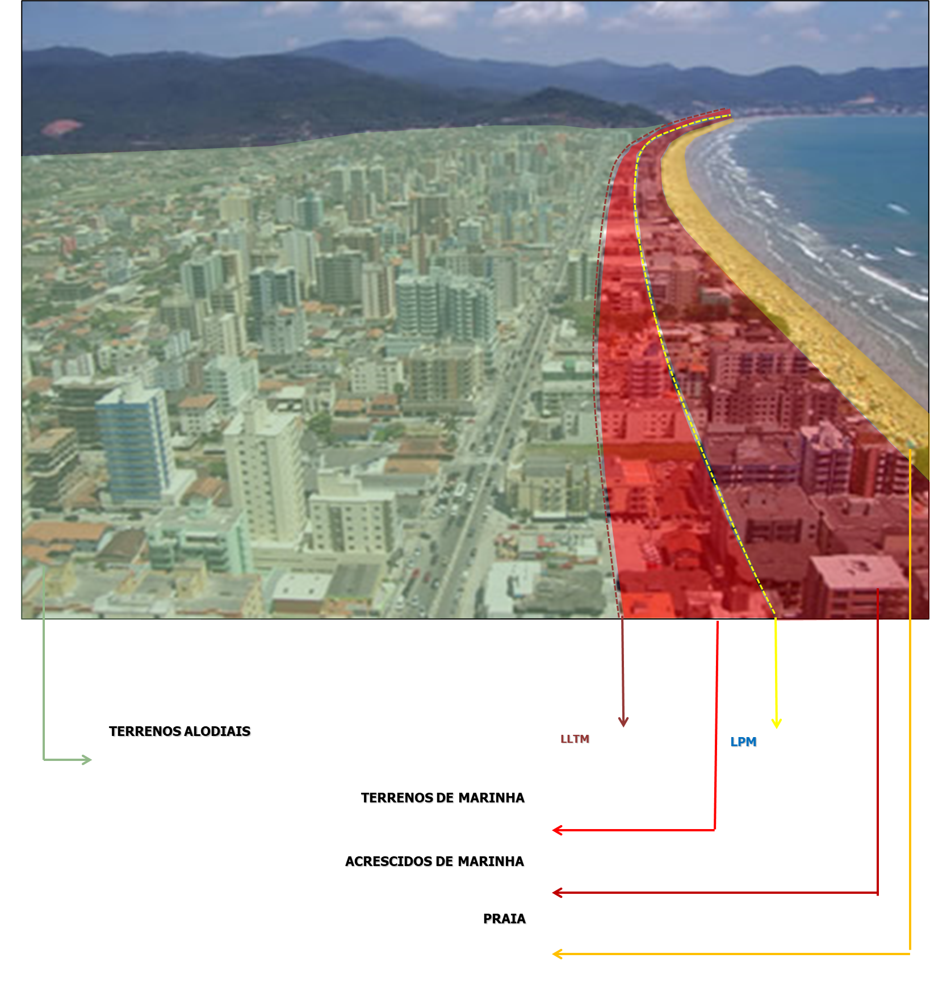 TERRENOS ALODIAIS
LLTM
LPM
TERRENOS DE MARINHA
ACRESCIDOS DE MARINHA
PRAIA